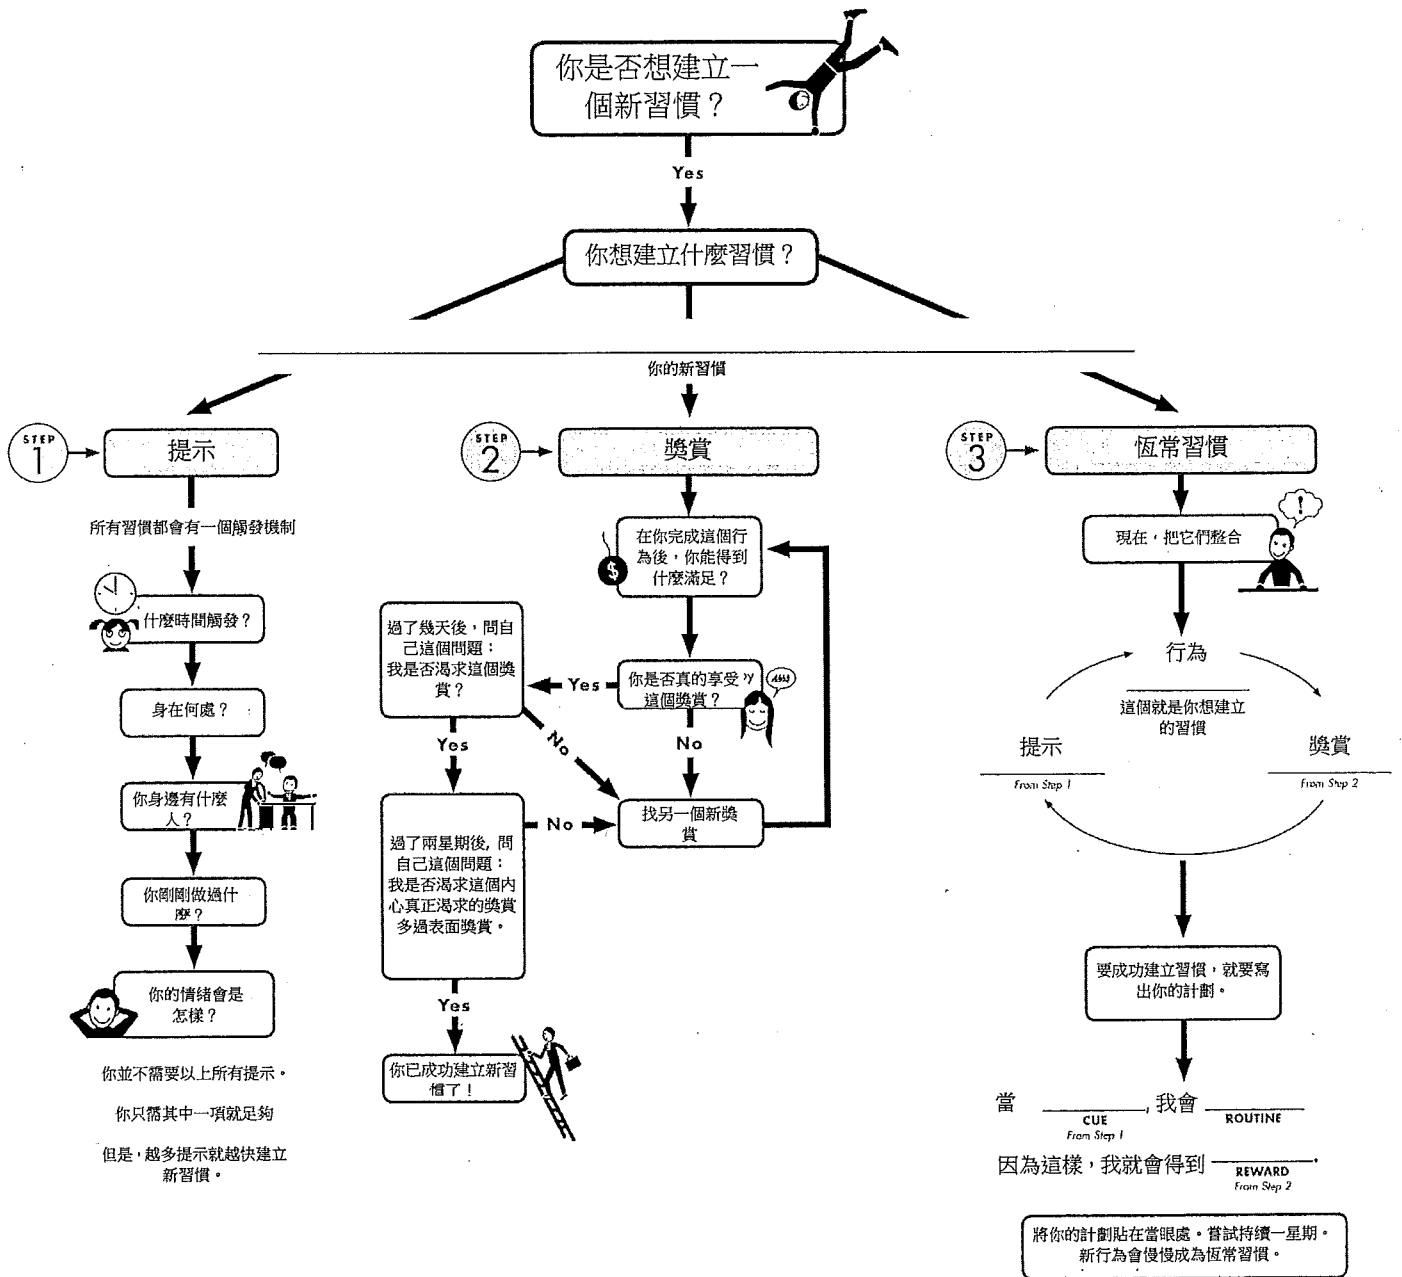 你是否想建立一
個新習慣？
Yes
你想建立什麼習慣？
你的新習慣
STEP
1
提示
所有習慣都會有一個觸發機制
什麼時間觸發？
身在何處？
你身邊有什麼
人？
你剛剛做過什
麼？
你的情緒會是
怎樣？
你並不需要以上所有提示。
你只需其中一項就足夠
但是，越多提示就越快建立
新習慣。
STEP
2
獎賞
在你完成這個行
為後，你能得到
什麼滿足？
$
你是否真的享受
這個獎賞？
Ahhh
Yes
No
過了幾天後，問自
己這個問題：
我是否渴求這個獎
賞？
Yes
No
找另一個新獎
賞
過了兩星期後, 問
自己這個問題：
我是否渴求這個内
心真正渴求的獎賞
多過表面獎賞。
No
Yes
你已成功建立新習
慣了！
STEP
3
恆常習慣
現在，把它們整合
!
行為
這個就是你想建立
的習慣
提示
From Step 1
獎賞
From Step 2
要成功建立習慣，就要寫
出你的計劃。
當 ________, 我會 ________
CUE
From Step 1
ROUTINE
因為這樣，我就會得到 ________.
REWARD
From Step 2
將你的計劃貼在當眼處。嘗試持續一星期。
新行為會慢慢成為恆常習慣。